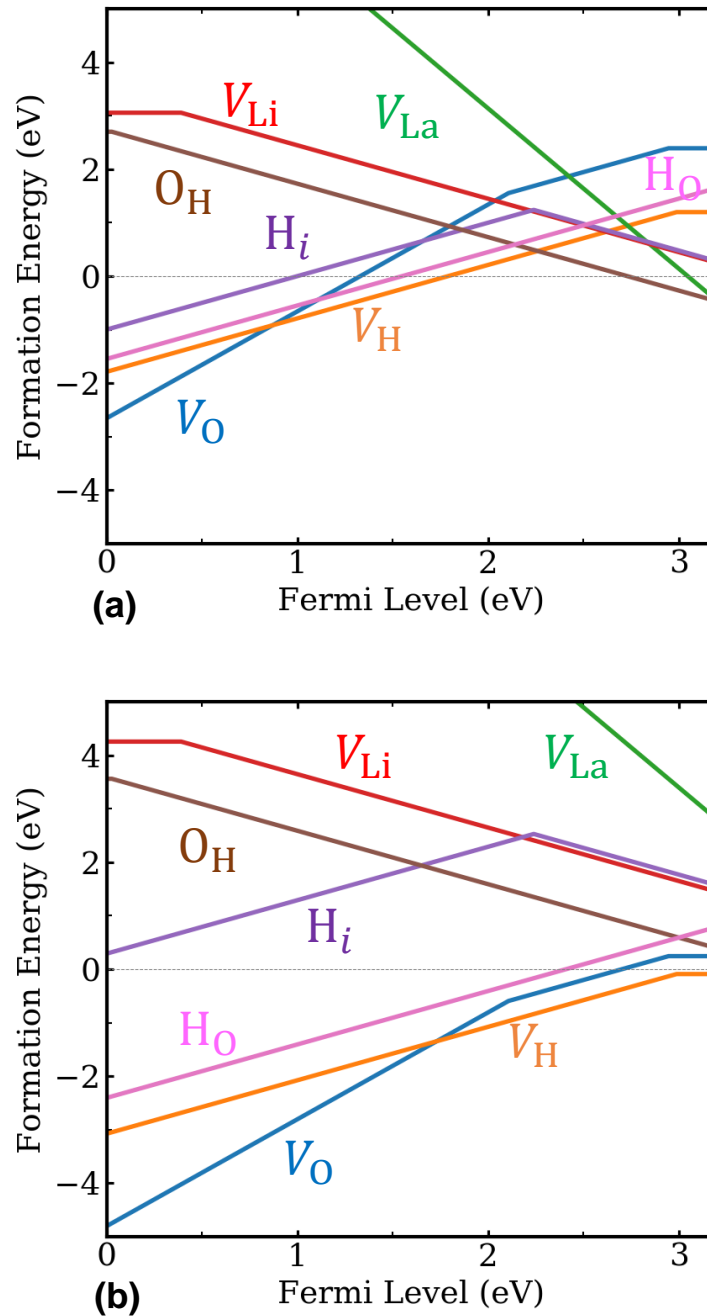 4
2
0
−2
−4
Formation Energy (eV)
V_Li
V_La
O_H
H_i
H_O
V_H
V_O
0
1
2
3
(a)
Fermi Level (eV)
4
2
0
−2
−4
Formation Energy (eV)
V_Li
V_La
O_H
H_i
H_O
V_H
V_O
0
1
2
3
(b)
Fermi Level (eV)